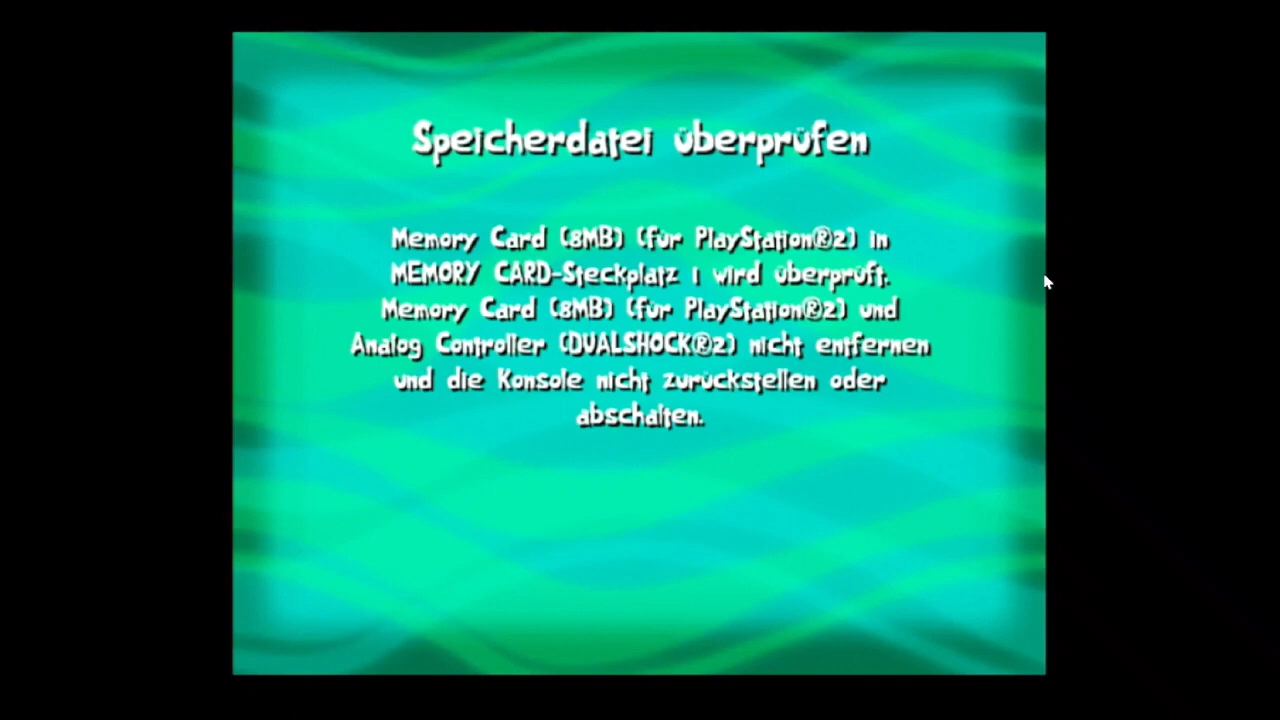 Speicherdatei überprüfen
Memory Card (8MB) (für PlayStation®2) in
MEMORY CARD-Steckplatz 1 wird überprüft.
Memory Card (8MB) (für PlayStation®2) und
Analog Controller (DUALSHOCK®2) nicht entfernen
und die Konsole nicht zurückstellen oder
abschalten.